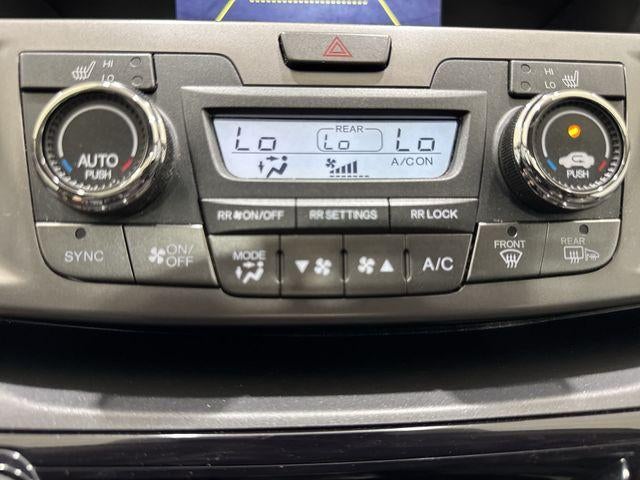 HI
LO
HI
LO
AUTO
PUSH
REAR
Lo
Lo
Lo
A/C ON
PUSH
RR ON/OFF
RR SETTINGS
RR LOCK
SYNC
ON/
OFF
MODE
A/C
FRONT
REAR